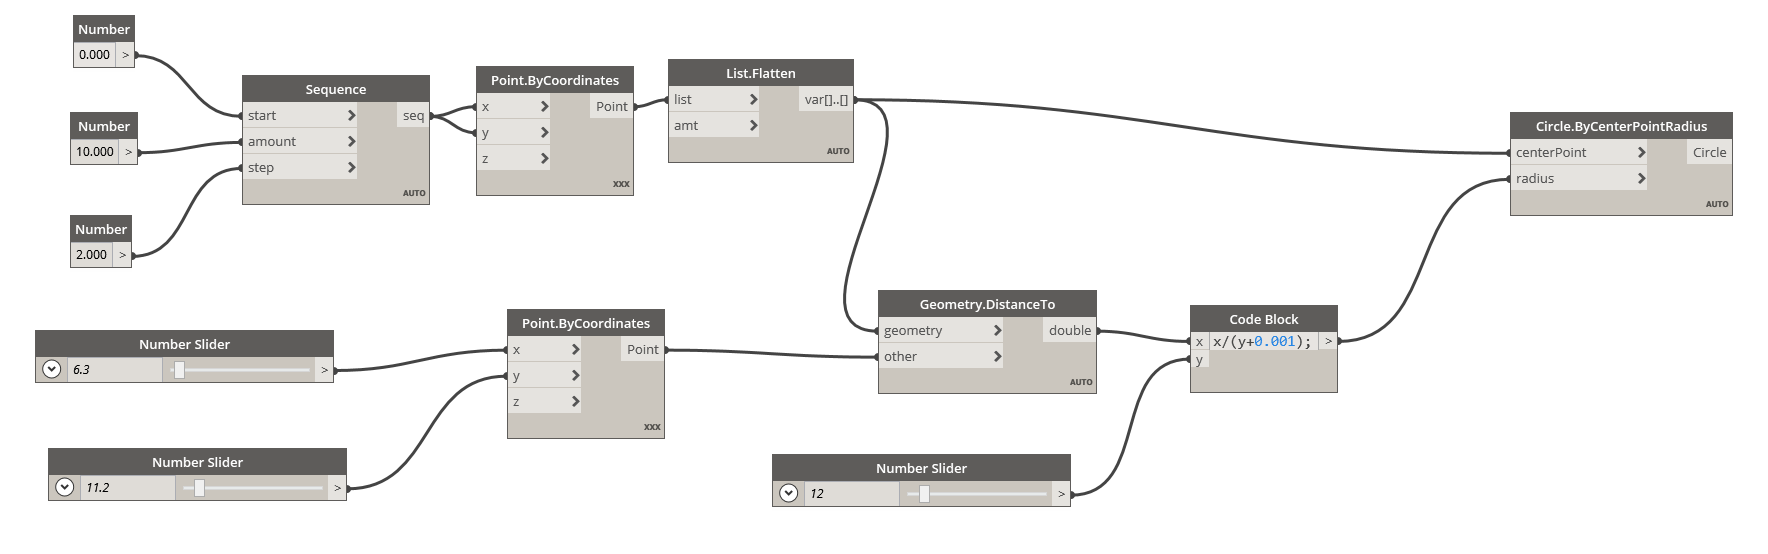 Number
0.000 >
Number
10.000 >
Number
2.000 >
Sequence
start > seq
amount >
step >
AUTO
Point.ByCoordinates
x > Point
y >
z >
xxx
List.Flatten
list > var[]..[]
amt >
AUTO
Circle.ByCenterPointRadius
centerPoint > Circle
radius >
AUTO
Number Slider
6.3 >
Number Slider
11.2 >
Point.ByCoordinates
x > Point
y >
z >
xxx
Geometry.DistanceTo
geometry > double
other >
AUTO
Number Slider
12 >
Code Block
x x/(y+0.001); >
y